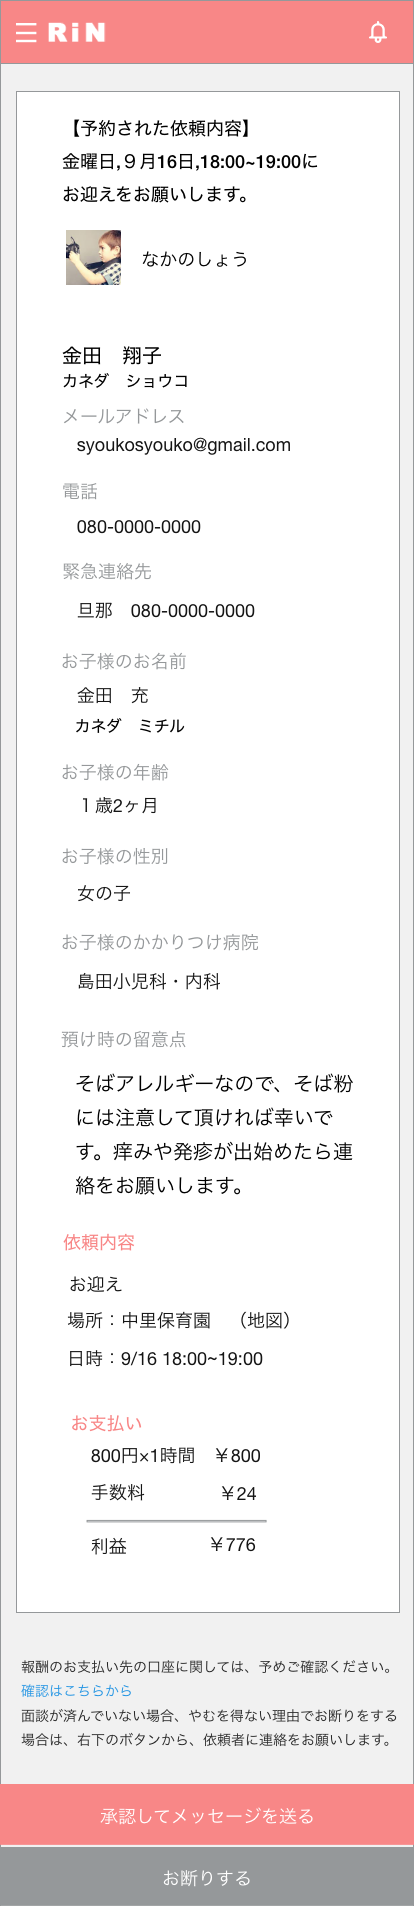 RiN
【予約された依頼内容】
金曜日,９月16日,18:00~19:00に
お迎えをお願いします。
なかのしょう
金田　翔子
カネダ　ショウコ
メールアドレス
syoukosyouko@gmail.com
電話
080-0000-0000
緊急連絡先
旦那　080-0000-0000
お子様のお名前
金田　充
カネダ　ミチル
お子様の年齢
１歳2ヶ月
お子様の性別
女の子
お子様のかかりつけ病院
島田小児科・内科
預け時の留意点
そばアレルギーなので、そば粉
には注意して頂ければ幸いで
す。痒みや発疹が出始めたら連
絡をお願いします。
依頼内容
お迎え
場所：中里保育園　（地図）
日時：9/16 18:00~19:00
お支払い
800円×1時間　￥800
手数料　￥24
利益　￥776
報酬のお支払い先の口座に関しては、予めご確認ください。
確認はこちらから
面談が済んでいない場合、やむを得ない理由でお断りをする
場合は、右下のボタンから、依頼者に連絡をお願いします。
承認してメッセージを送る
お断りする